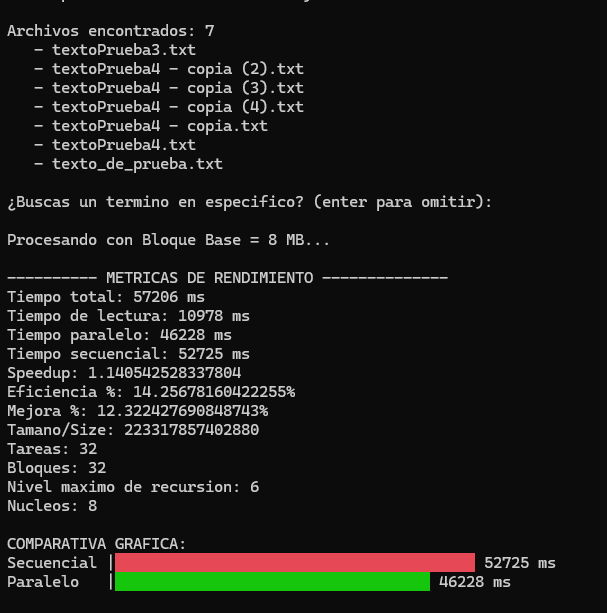 Archivos encontrados: 7
- textoPrueba3.txt
- textoPrueba4 - copia (2).txt
- textoPrueba4 - copia (3).txt
- textoPrueba4 - copia (4).txt
- textoPrueba4 - copia.txt
- textoPrueba4.txt
- texto_de_prueba.txt
¿Buscas un termino en especifico? (enter para omitir):
Procesando con Bloque Base = 8 MB...
---------- METRICAS DE RENDIMIENTO --------------
Tiempo total: 57206 ms
Tiempo de lectura: 10978 ms
Tiempo paralelo: 46228 ms
Tiempo secuencial: 52725 ms
Speedup: 1.140542528337804
Eficiencia %: 14.25678160422255%
Mejora %: 12.322427690848743%
Tamano/Size: 223317857402880
Tareas: 32
Bloques: 32
Nivel maximo de recursion: 6
Nucleos: 8
COMPARATIVA GRAFICA:
Secuencial | 52725 ms
Paralelo | 46228 ms